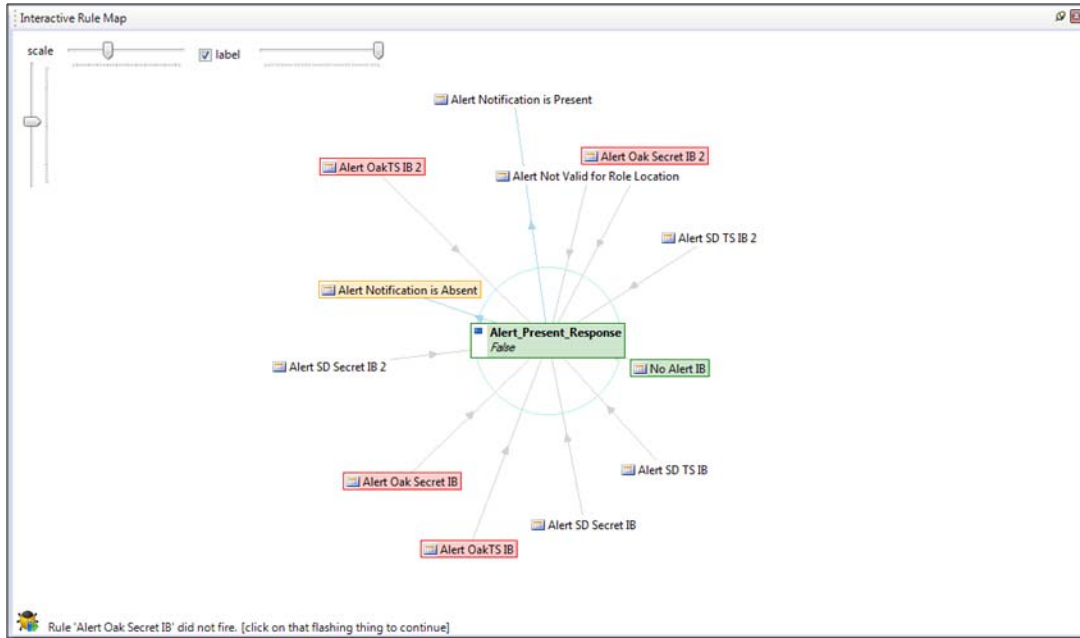 Interactive Rule Map
scale
label
Alert Notification is Present
Alert Oak Secret IB 2
Alert OakTS IB 2
Alert Not Valid for Role Location
Alert SD TS IB 2
Alert Notification is Absent
Alert_Present_Response
False
Alert SD Secret IB 2
No Alert IB
Alert SD TS IB
Alert Oak Secret IB
Alert SD Secret IB
Alert OakTS IB
Rule 'Alert Oak Secret IB' did not fire. [click on that flashing thing to continue]